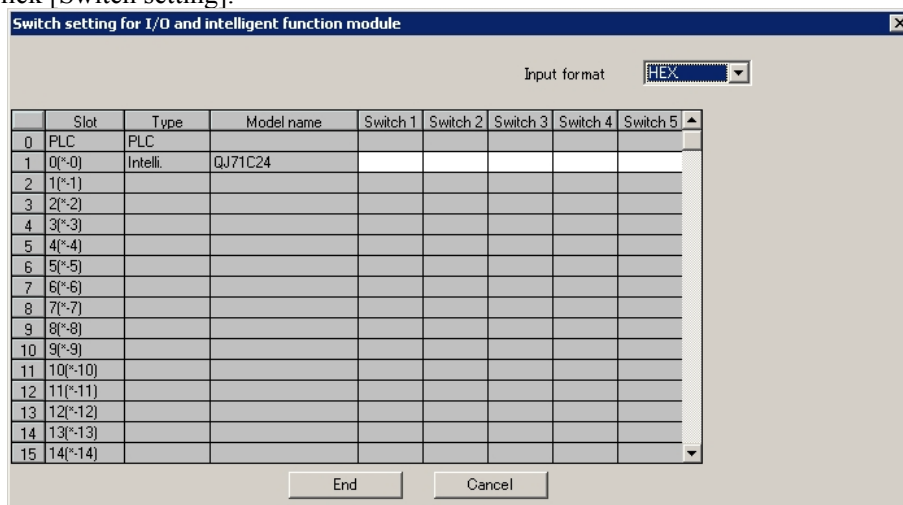 [Switch setting].
Switch setting for I/O and intelligent function module
Input format HEX
Slot Type Model name Switch 1 Switch 2 Switch 3 Switch 4 Switch 5
0 PLC PLC
1 0(*-0) Intelli. QJ71C24
2 1(*-1)
3 2(*-2)
4 3(*-3)
5 4(*-4)
6 5(*-5)
7 6(*-6)
8 7(*-7)
9 8(*-8)
10 9(*-9)
11 10(*-10)
12 11(*-11)
13 12(*-12)
14 13(*-13)
15 14(*-14)
End Cancel